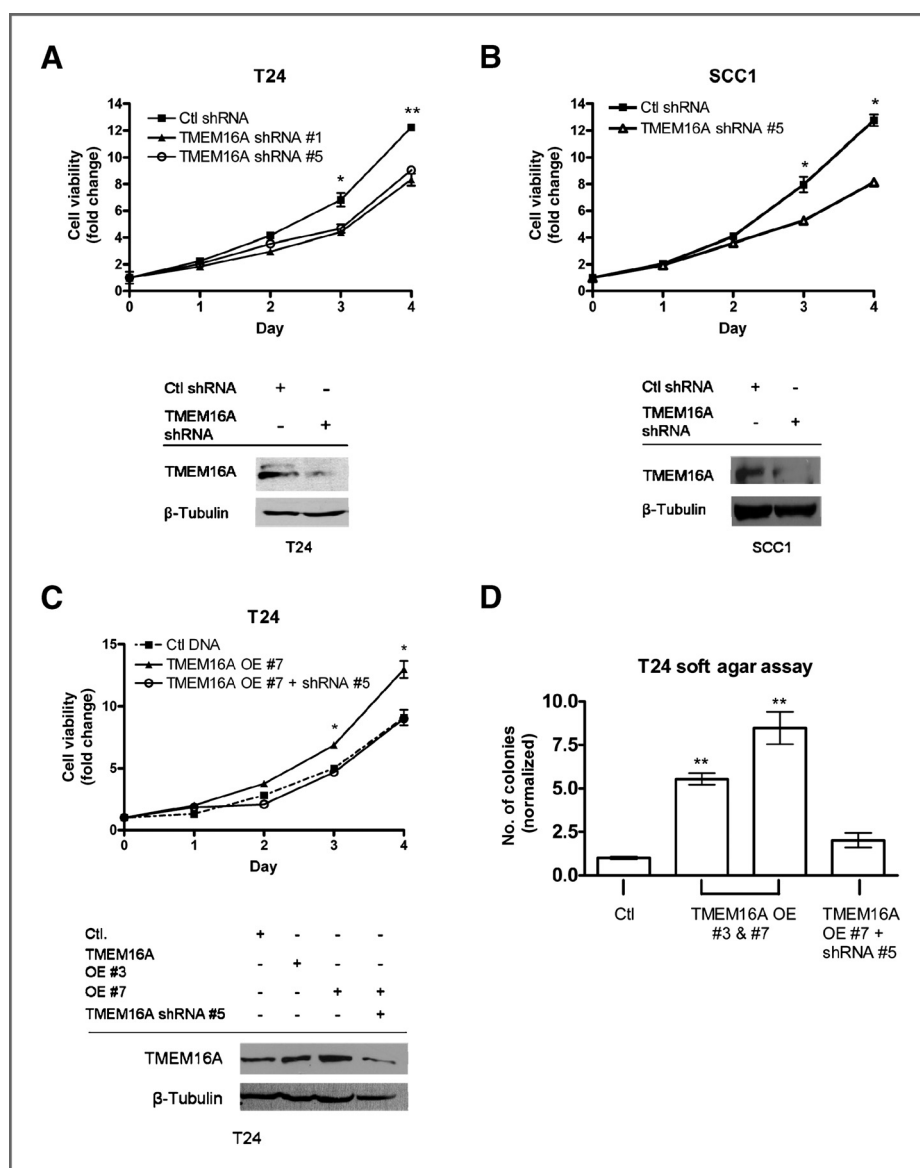 A
T24
14
12
10
8
6
4
2
0
Cell viability
(fold change)
Ctl shRNA
TMEM16A shRNA #1
TMEM16A shRNA #5
*
**
0 1 2 3 4
Day
Ctl shRNA + -
TMEM16A
shRNA - +
TMEM16A
β-Tubulin
T24
B
SCC1
14
12
10
8
6
4
2
0
Cell viability
(fold change)
Ctl shRNA
TMEM16A shRNA #5
*
*
0 1 2 3 4
Day
Ctl shRNA + -
TMEM16A
shRNA - +
TMEM16A
β-Tubulin
SCC1
C
T24
15
10
5
0
Cell viability
(fold change)
Ctl DNA
TMEM16A OE #7
TMEM16A OE #7 + shRNA #5
*
*
0 1 2 3 4
Day
Ctl. + - - -
TMEM16A
OE #3 - + - -
OE #7 - - + +
TMEM16A shRNA #5 - - - +
TMEM16A
β-Tubulin
T24
D
T24 soft agar assay
10.0
7.5
5.0
2.5
0.0
No. of colonies
(normalized)
**
**
Ctl
TMEM16A OE
#3 & #7
TMEM16A
OE #7 +
shRNA #5